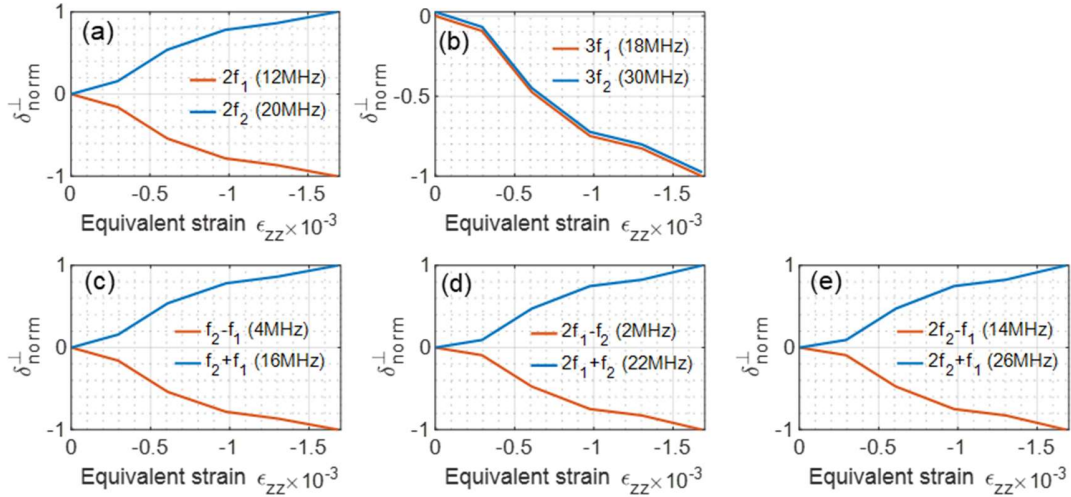 (a)
1
0
-1
δ⊥norm
2f₁ (12MHz)
2f₂ (20MHz)
0 -0.5 -1 -1.5
Equivalent strain ϵzz×10⁻³
(b)
0
-0.5
-1
δ⊥norm
3f₁ (18MHz)
3f₂ (30MHz)
0 -0.5 -1 -1.5
Equivalent strain ϵzz×10⁻³
(c)
1
0
-1
δ⊥norm
f₂-f₁ (4MHz)
f₂+f₁ (16MHz)
0 -0.5 -1 -1.5
Equivalent strain ϵzz×10⁻³
(d)
1
0
-1
δ⊥norm
2f₁-f₂ (2MHz)
2f₁+f₂ (22MHz)
0 -0.5 -1 -1.5
Equivalent strain ϵzz×10⁻³
(e)
1
0
-1
δ⊥norm
2f₂-f₁ (14MHz)
2f₂+f₁ (26MHz)
0 -0.5 -1 -1.5
Equivalent strain ϵzz×10⁻³